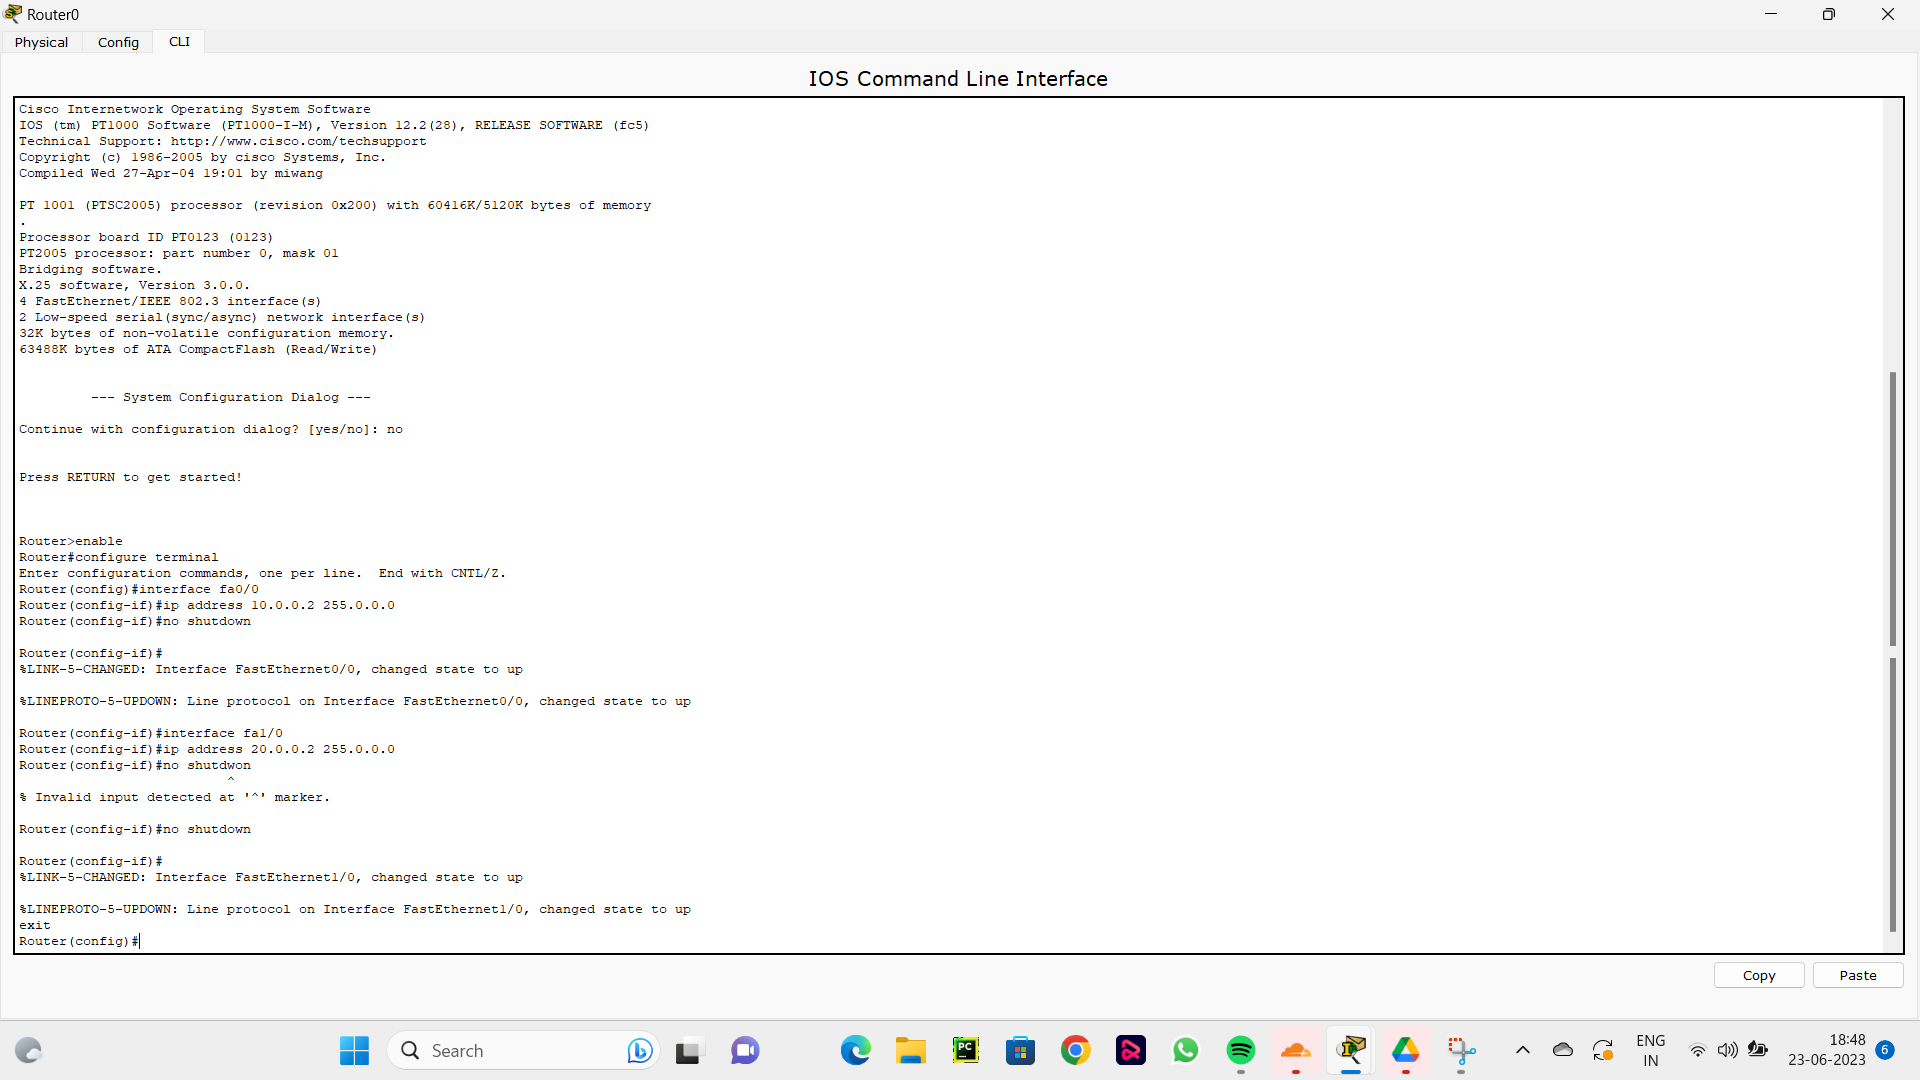 Router0
Physical Config CLI
IOS Command Line Interface
Cisco Internetwork Operating System Software
IOS (tm) PT1000 Software (PT1000-I-M), Version 12.2(28), RELEASE SOFTWARE (fc5)
Technical Support: http://www.cisco.com/techsupport
Copyright (c) 1986-2005 by cisco Systems, Inc.
Compiled Wed 27-Apr-04 19:01 by miwang
PT 1001 (PTSC2005) processor (revision 0x200) with 60416K/5120K bytes of memory
.
Processor board ID PT0123 (0123)
PT2005 processor: part number 0, mask 01
Bridging software.
X.25 software, Version 3.0.0.
4 FastEthernet/IEEE 802.3 interface(s)
2 Low-speed serial(sync/async) network interface(s)
32K bytes of non-volatile configuration memory.
63488K bytes of ATA CompactFlash (Read/Write)
--- System Configuration Dialog ---
Continue with configuration dialog? [yes/no]: no
Press RETURN to get started!
Router>enable
Router#configure terminal
Enter configuration commands, one per line.  End with CNTL/Z.
Router(config)#interface fa0/0
Router(config-if)#ip address 10.0.0.2 255.0.0.0
Router(config-if)#no shutdown
Router(config-if)#
%LINK-5-CHANGED: Interface FastEthernet0/0, changed state to up
%LINEPROTO-5-UPDOWN: Line protocol on Interface FastEthernet0/0, changed state to up
Router(config-if)#interface fa1/0
Router(config-if)#ip address 20.0.0.2 255.0.0.0
Router(config-if)#no shutdwon
^
% Invalid input detected at '^' marker.
Router(config-if)#no shutdown
Router(config-if)#
%LINK-5-CHANGED: Interface FastEthernet1/0, changed state to up
%LINEPROTO-5-UPDOWN: Line protocol on Interface FastEthernet1/0, changed state to up
exit
Router(config)#
Copy Paste
Search
PC
ENG
IN
18:48
23-06-2023
6